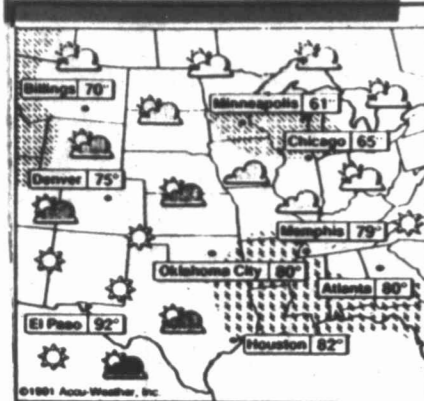 Billings 70°
Minneapolis 61°
Chicago 65
Denver 75°
Memphis 79°
Oklahoma City 80°
Atlanta 80°
El Paso 92°
Houston 82°
©1991 Accu-Weather, Inc.